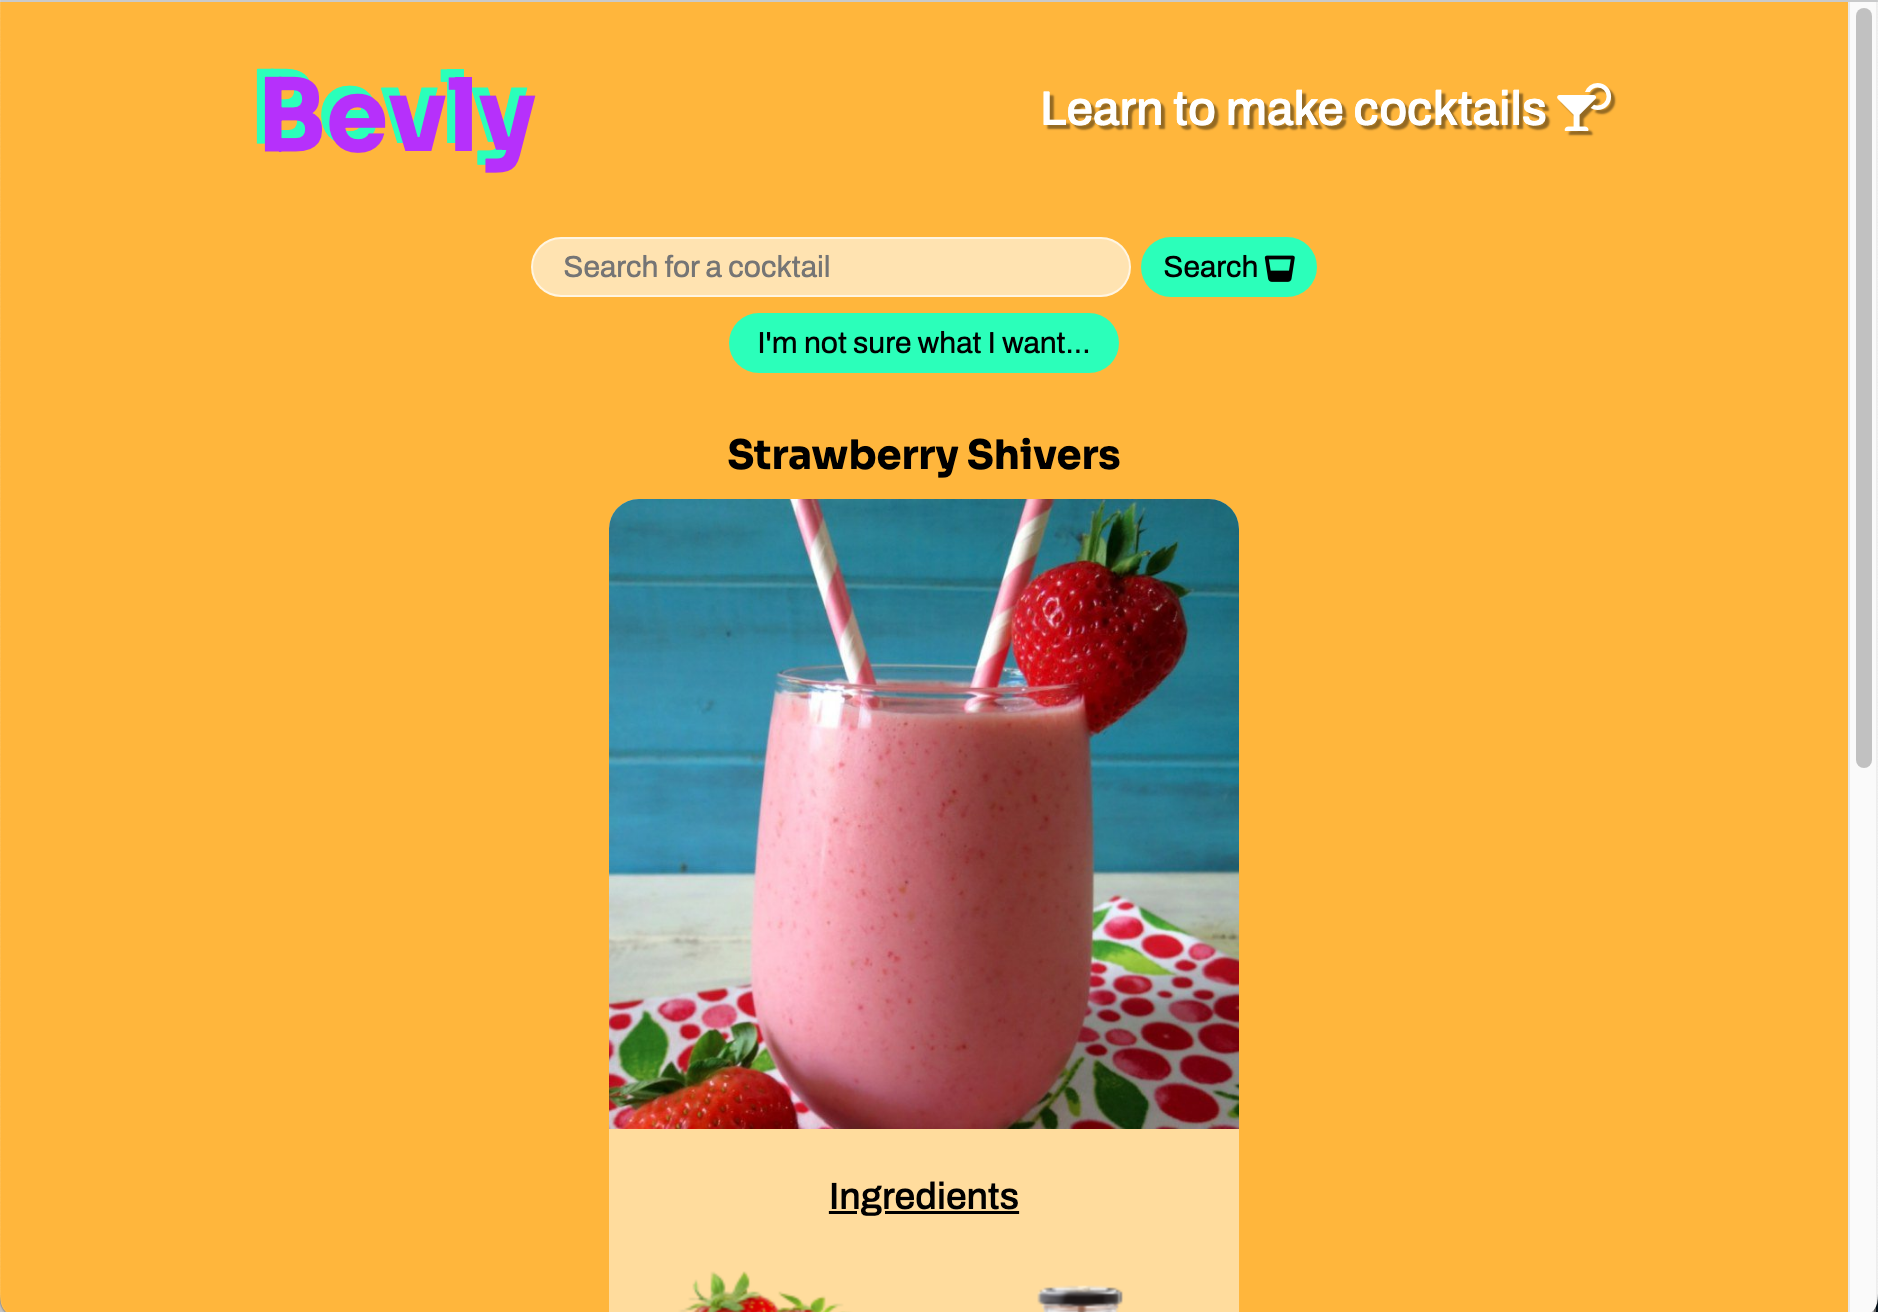 Bevly
Learn to make cocktails
Search for a cocktail
Search
I'm not sure what I want...
Strawberry Shivers
Ingredients